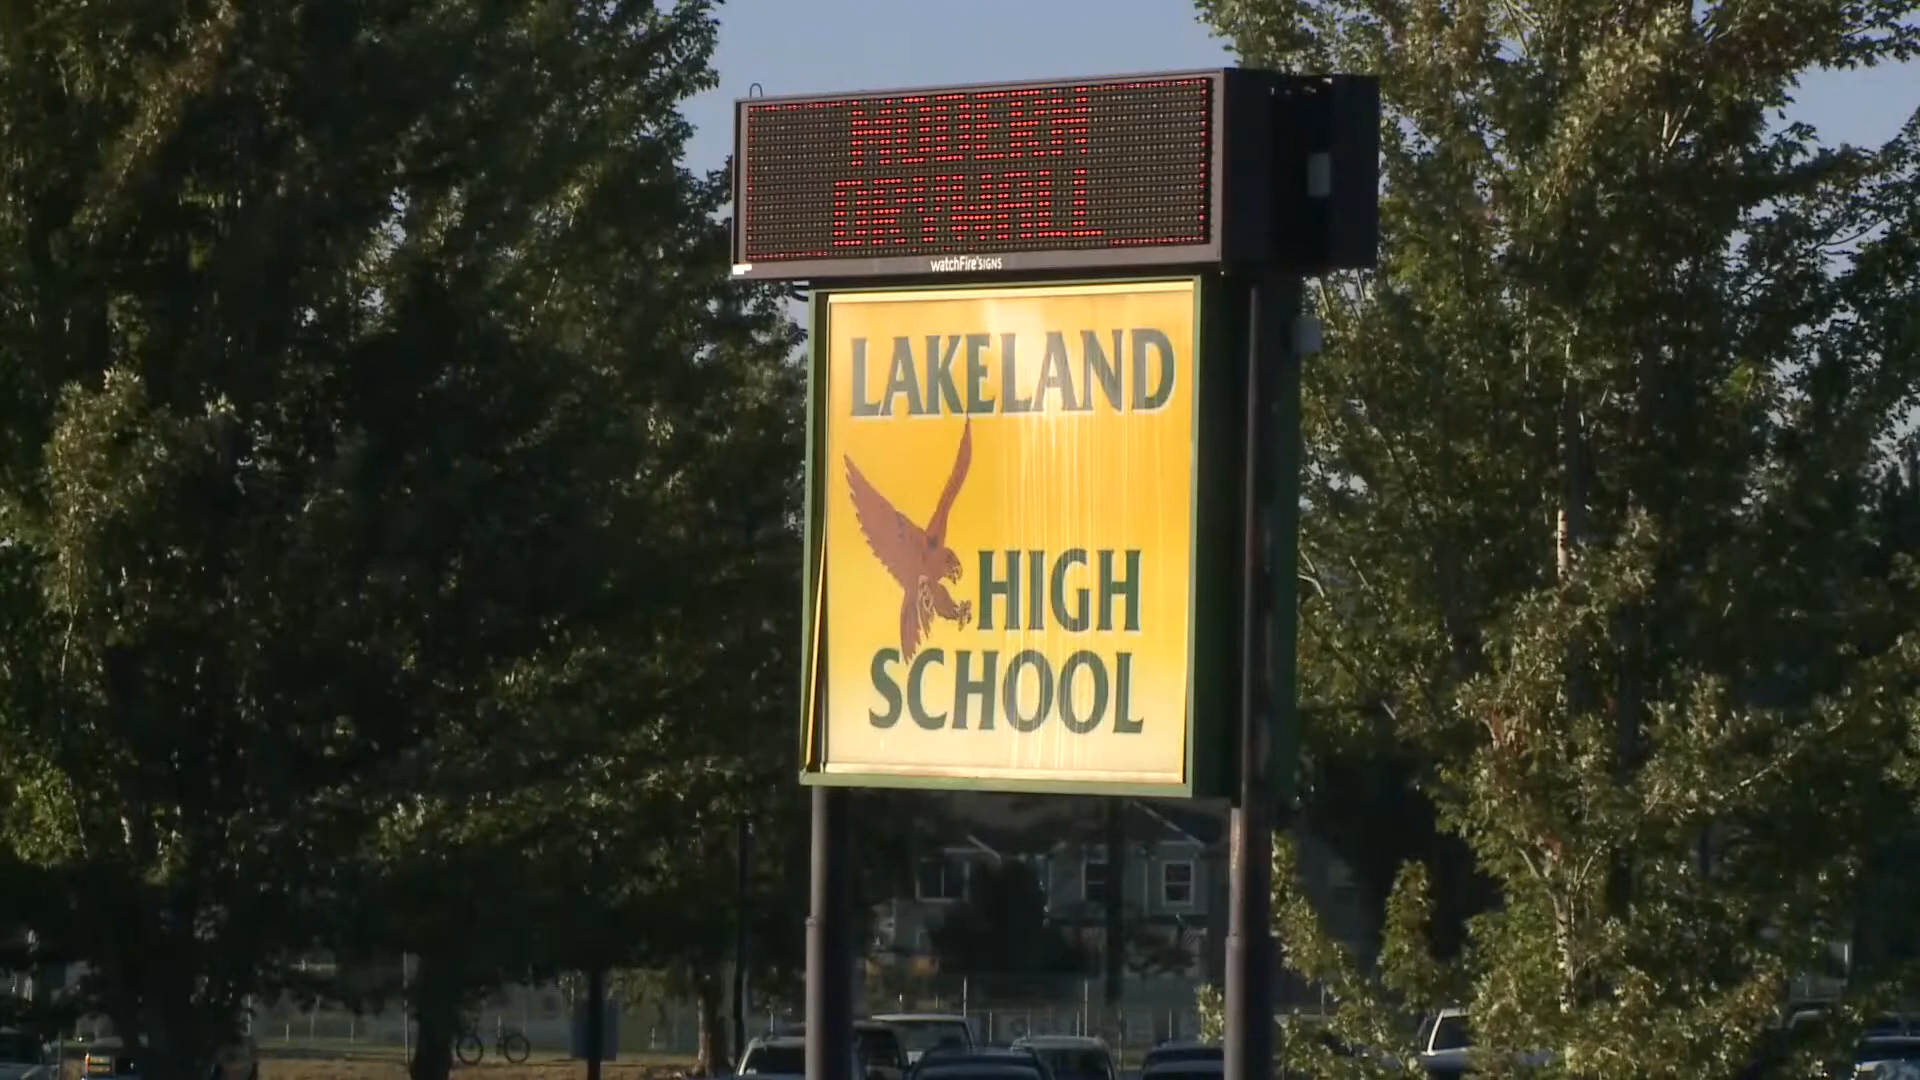 MODERN
DRYWALL
watchFire SIGNS
LAKELAND
HIGH
SCHOOL